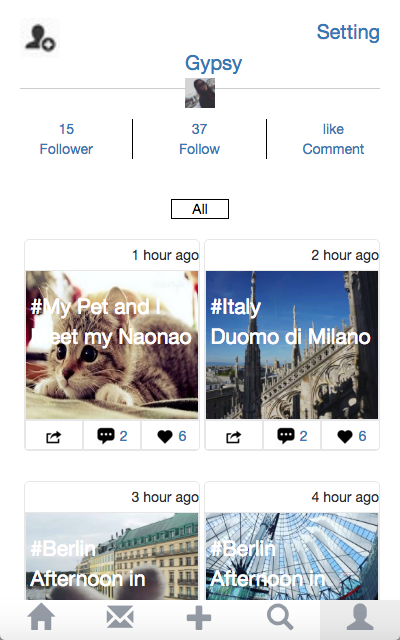 Setting
Gypsy
15
Follower
37
Follow
like
Comment
All
1 hour ago
#My Pet and I
Meet my Naonao
2
6
2 hour ago
#Italy
Duomo di Milano
2
6
3 hour ago
#Berlin
Afternoon in
4 hour ago
#Berlin
Afternoon in